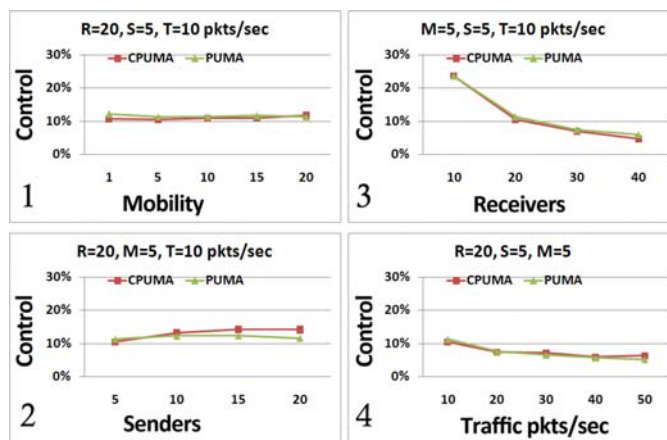 R=20, S=5, T=10 pkts/sec
30%
CPUMA PUMA
20%
10%
0%
Control
1 5 10 15 20
1
Mobility
M=5, S=5, T=10 pkts/sec
30%
CPUMA PUMA
20%
10%
0%
Control
10 20 30 40
3
Receivers
R=20, M=5, T=10 pkts/sec
30%
CPUMA PUMA
20%
10%
0%
Control
5 10 15 20
2
Senders
R=20, S=5, M=5
30%
CPUMA PUMA
20%
10%
0%
Control
10 20 30 40 50
4
Traffic pkts/sec